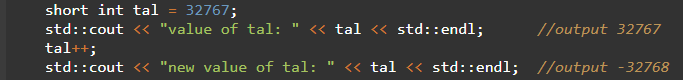 short int tal = 32767;
std::cout << "value of tal: " << tal << std::endl;      //output 32767
tal++;
std::cout << "new value of tal: " << tal << std::endl;  //output -32768